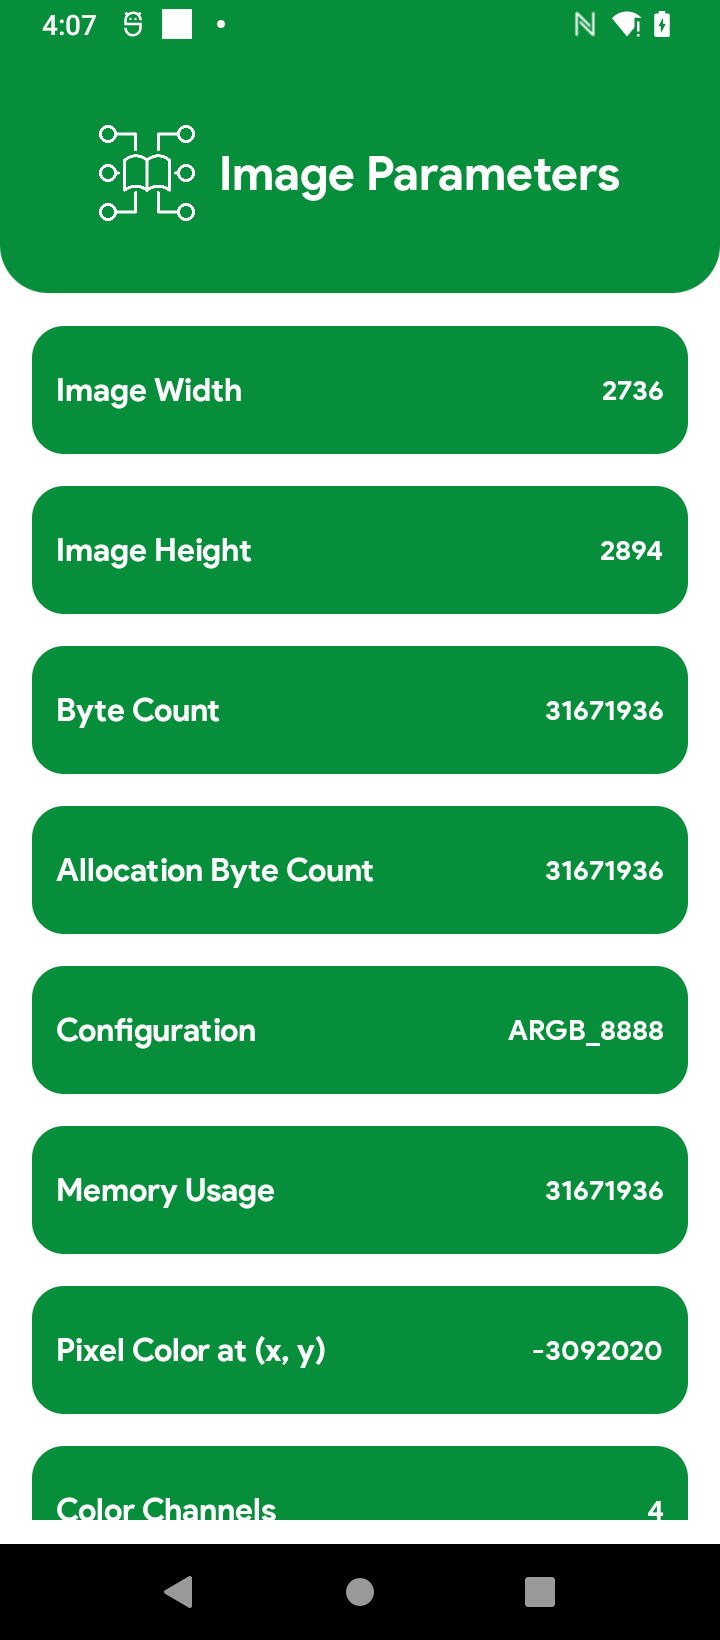 4:07
Image Parameters
Image Width 2736
Image Height 2894
Byte Count 31671936
Allocation Byte Count 31671936
Configuration ARGB_8888
Memory Usage 31671936
Pixel Color at (x, y) -3092020
Color Channels 4